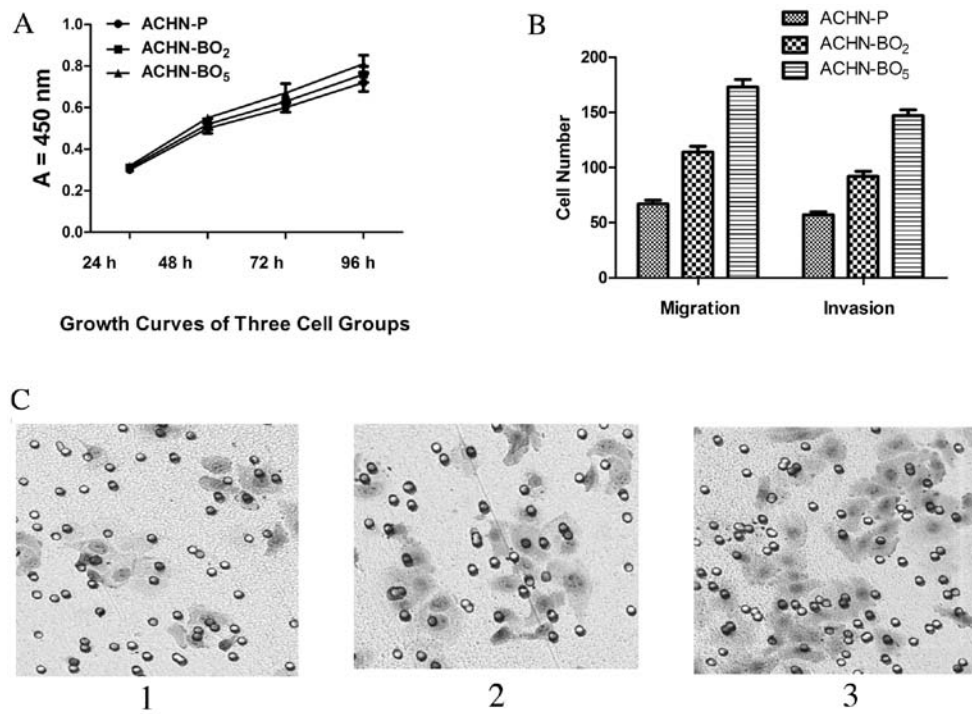 A
ACHN-P
ACHN-BO₂
ACHN-BO₅
A = 450 nm
1.0
0.8
0.6
0.4
0.2
0.0
24 h 48 h 72 h 96 h
Growth Curves of Three Cell Groups
B
ACHN-P
ACHN-BO₂
ACHN-BO₅
Cell Number
200
150
100
50
0
Migration Invasion
C
1 2 3